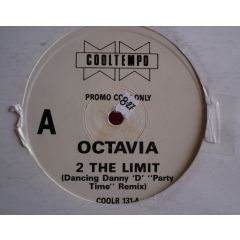 COOLTEMPO
PROMO COPY ONLY
A
OCTAVIA
2 THE LIMIT
(Dancing Danny 'D' "Party
Time" Remix)
COOLR 131-A